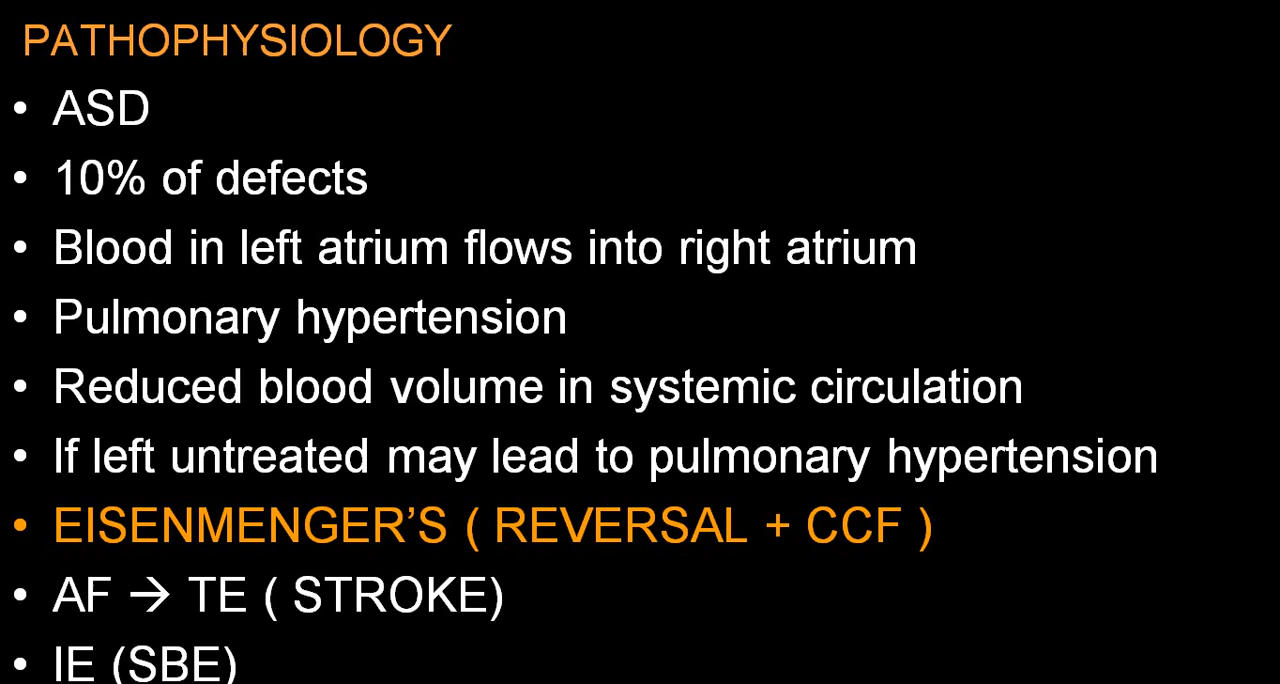 PATHOPHYSIOLOGY
• ASD
• 10% of defects
• Blood in left atrium flows into right atrium
• Pulmonary hypertension
• Reduced blood volume in systemic circulation
• If left untreated may lead to pulmonary hypertension
• EISENMENGER’S ( REVERSAL + CCF )
• AF → TE ( STROKE)
• IE (SBE)